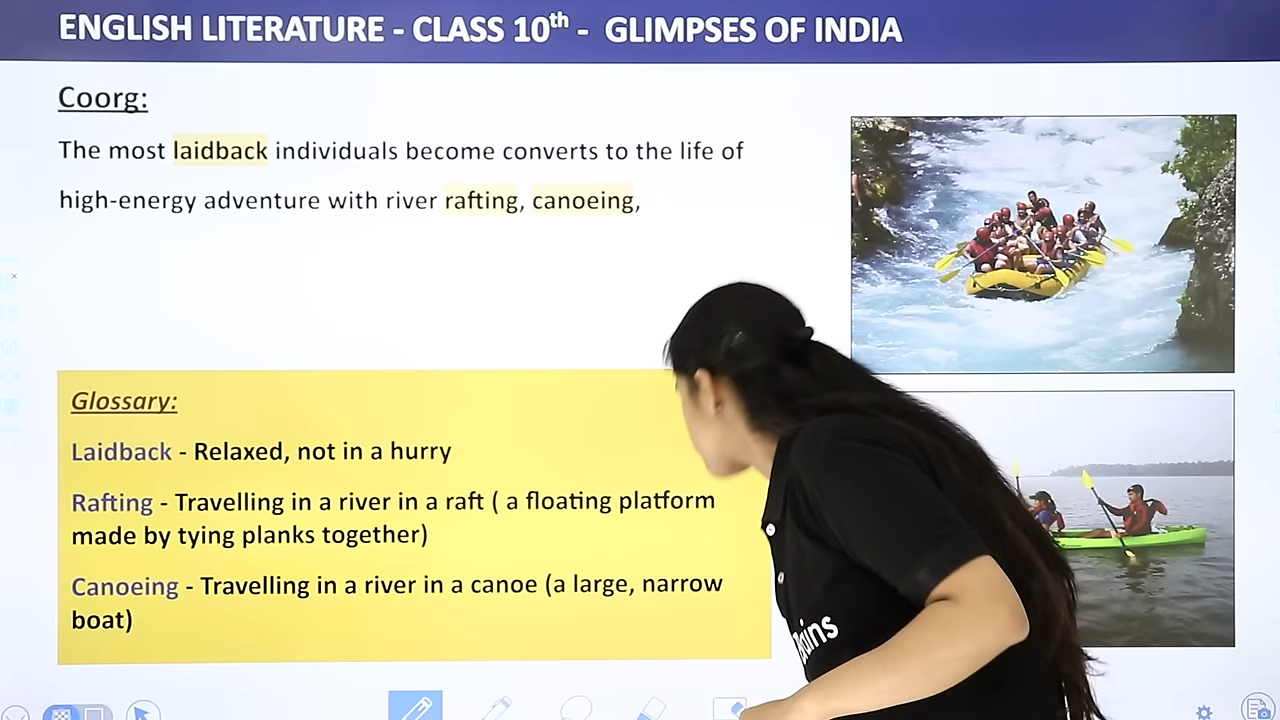 ENGLISH LITERATURE - CLASS 10th - GLIMPSES OF INDIA
Coorg:
The most laidback individuals become converts to the life of
high-energy adventure with river rafting, canoeing,
Glossary:
Laidback - Relaxed, not in a hurry
Rafting - Travelling in a river in a raft ( a floating platform
made by tying planks together)
Canoeing - Travelling in a river in a canoe (a large, narrow
boat)